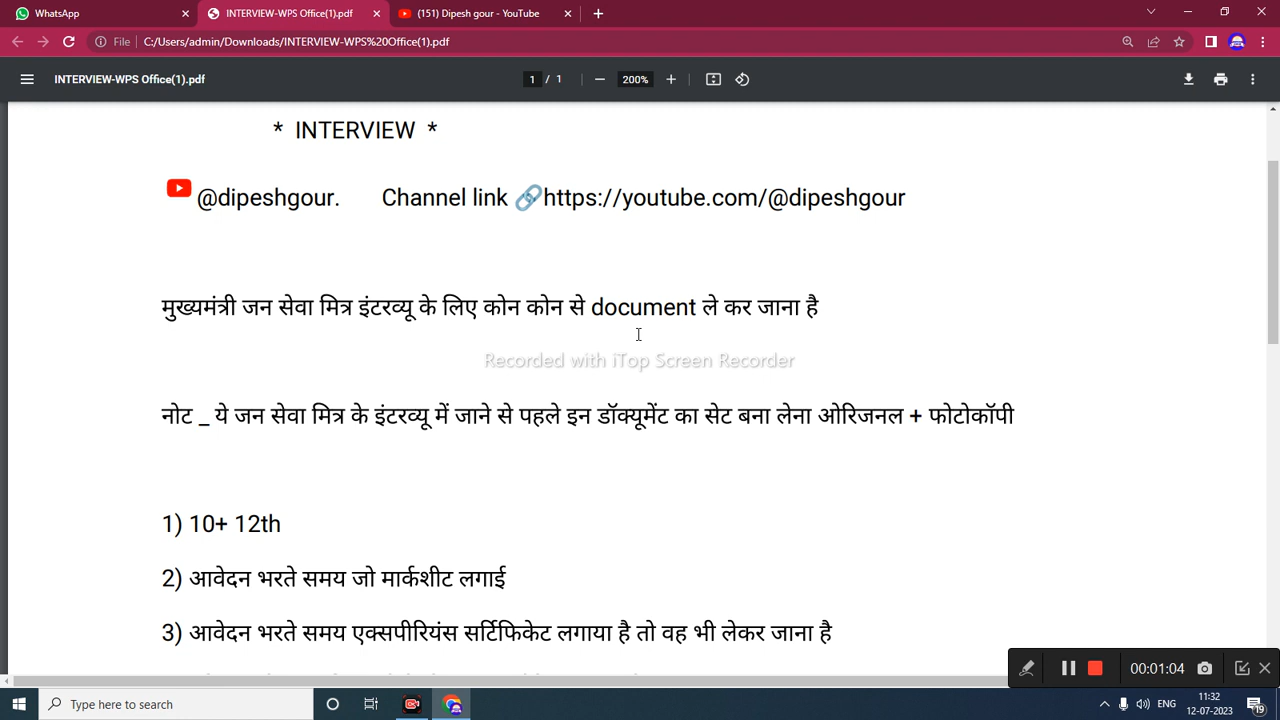 WhatsApp
INTERVIEW-WPS Office(1).pdf
(151) Dipesh gour - YouTube
File
C:/Users/admin/Downloads/INTERVIEW-WPS%20Office(1).pdf
INTERVIEW-WPS Office(1).pdf
1 / 1
200%
* INTERVIEW *
@dipeshgour. Channel link 🔗https://youtube.com/@dipeshgour
मुख्यमंत्री जन सेवा मित्र इंटरव्यू के लिए कोन कोन से document ले कर जाना है
Recorded with iTop Screen Recorder
नोट _ ये जन सेवा मित्र के इंटरव्यू में जाने से पहले इन डॉक्यूमेंट का सेट बना लेना ओरिजनल + फोटोकॉपी
1) 10+ 12th
2) आवेदन भरते समय जो मार्कशीट लगाई
3) आवेदन भरते समय एक्सपीरियंस सर्टिफिकेट लगाया है तो वह भी लेकर जाना है
00:01:04
Type here to search
ENG
11:32
12-07-2023
19